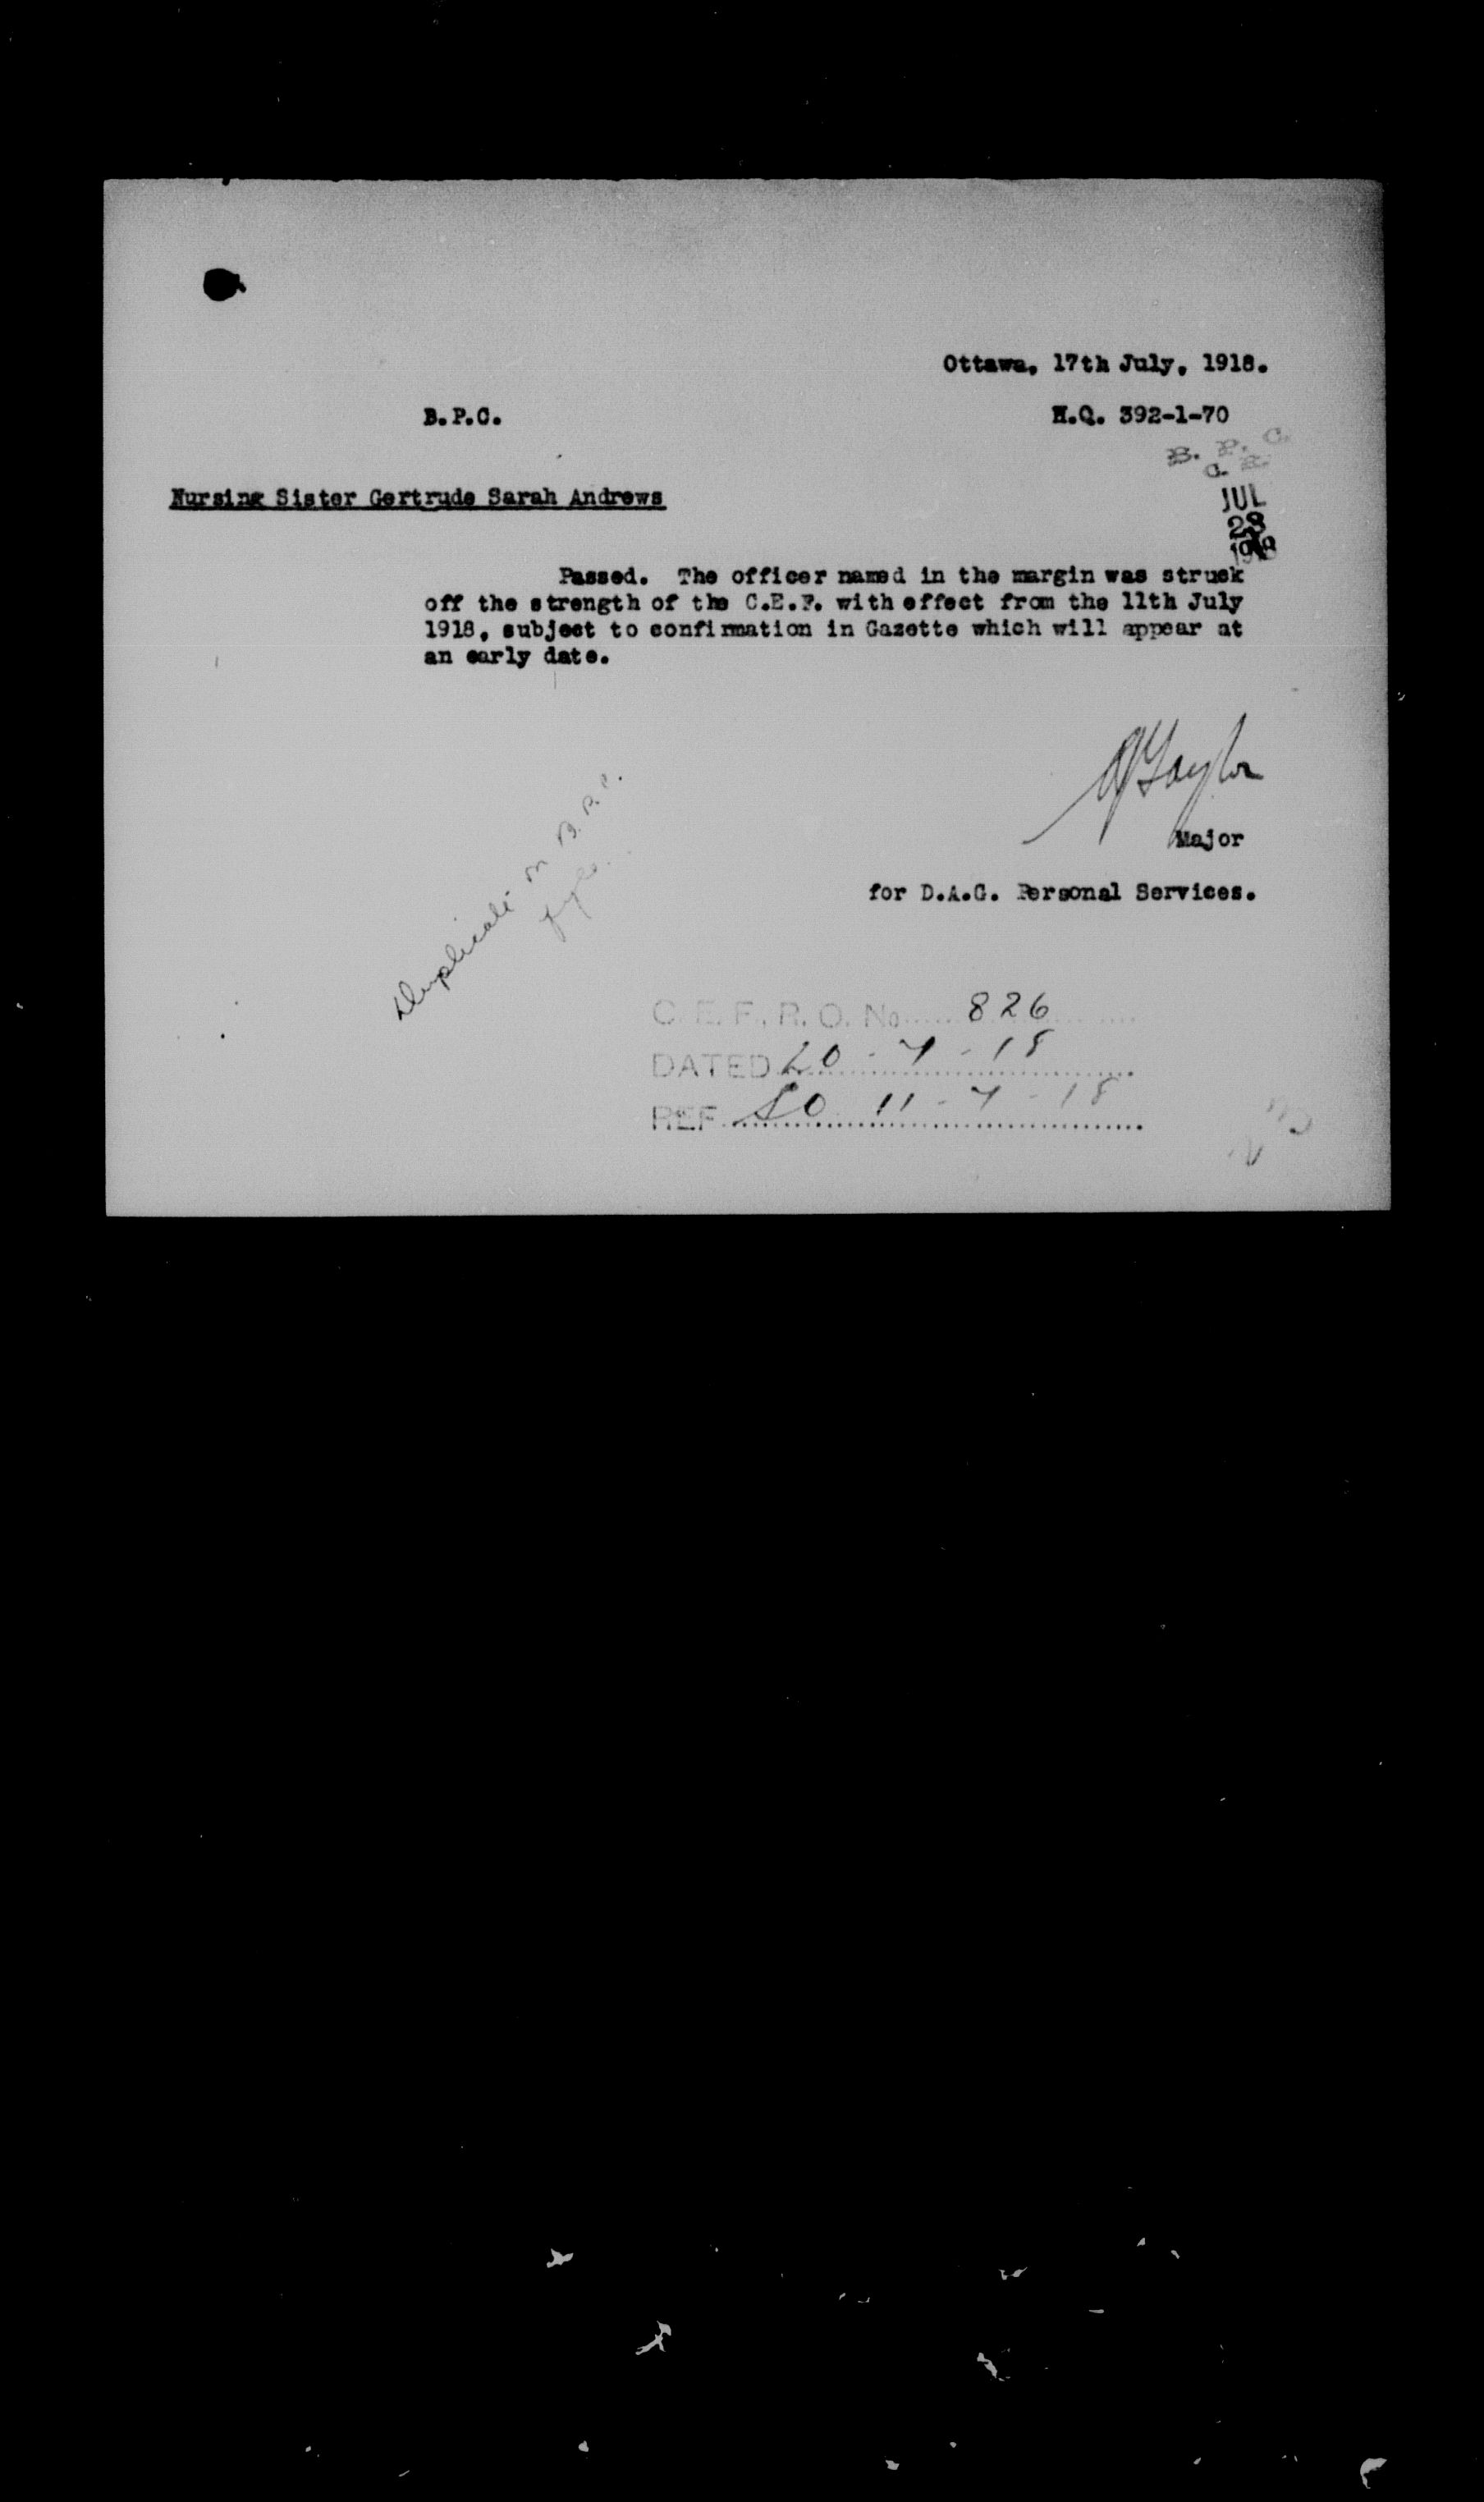 Ottawa, 17th July, 1918.
B.P.C.
H.Q. 392-1-70
B. P. C.
C. E.
JUL
23
1918
Nursing Sister Gertrude Sarah Andrews
Passed. The officer named in the margin was struck
off the strength of the C.E.F. with effect from the 11th July
1918, subject to confirmation in Gazette which will appear at
an early date.
Taylor
Major
for D.A.G. Personal Services.
Duplicate on B.P.C.
fyle.
C. E. F., R. O. No. 826
DATED 20-7-18
REF. SO 11-7-18